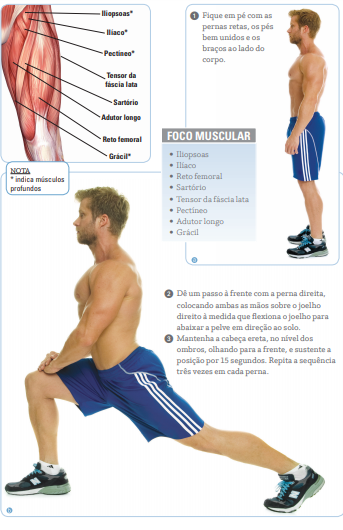 Iliopsoas*
Ilíaco*
Pectíneo*
Tensor da
fáscia lata
Sartório
Adutor longo
Reto femoral
Grácil*
NOTA
* indica músculos
profundos
1 Fique em pé com as
pernas retas, os pés
bem unidos e os
braços ao lado do
corpo.
FOCO MUSCULAR
• Iliopsoas
• Ilíaco
• Reto femoral
• Sartório
• Tensor da fáscia lata
• Pectíneo
• Adutor longo
• Grácil
2 Dê um passo à frente com a perna direita,
colocando ambas as mãos sobre o joelho
direito à medida que flexiona o joelho para
abaixar a pelve em direção ao solo.
3 Mantenha a cabeça ereta, no nível dos
ombros, olhando para a frente, e sustente a
posição por 15 segundos. Repita a sequência
três vezes em cada perna.